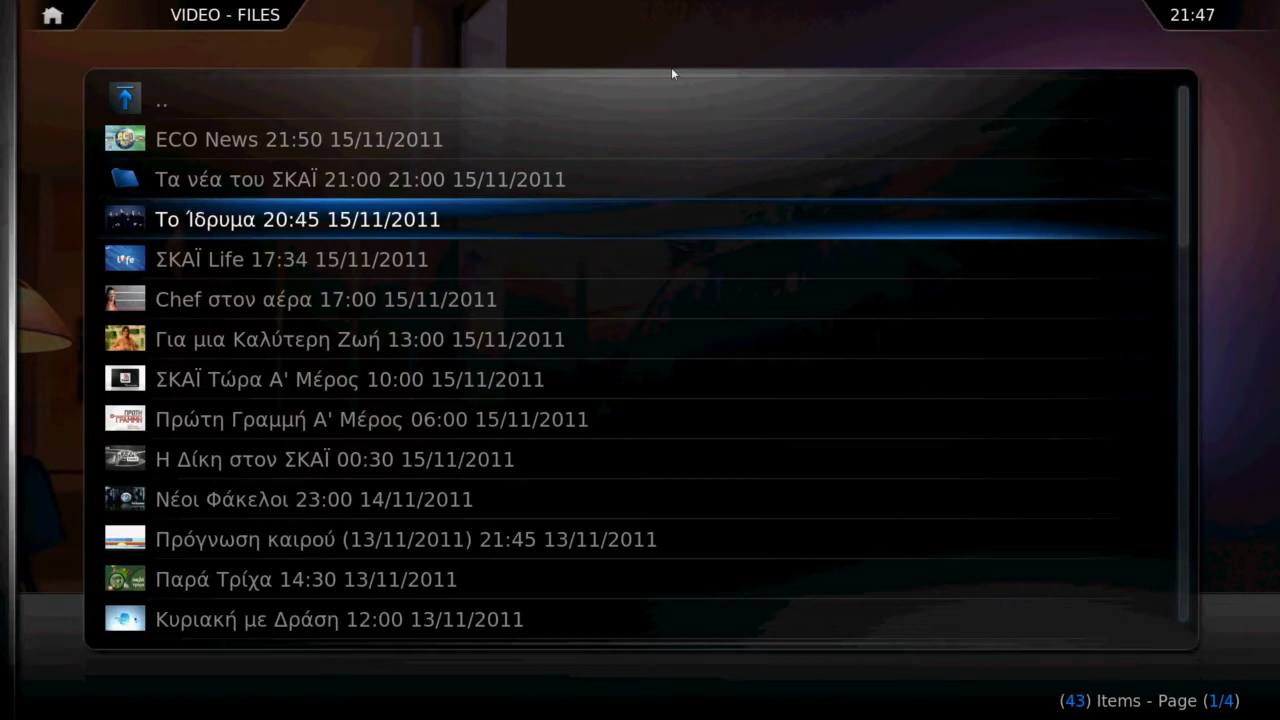 VIDEO - FILES
21:47
..
ECO News 21:50 15/11/2011
Τα νέα του ΣΚΑΪ 21:00 21:00 15/11/2011
Το Ίδρυμα 20:45 15/11/2011
ΣΚΑΪ Life 17:34 15/11/2011
Chef στον αέρα 17:00 15/11/2011
Για μια Καλύτερη Ζωή 13:00 15/11/2011
ΣΚΑΪ Τώρα Α' Μέρος 10:00 15/11/2011
Πρώτη Γραμμή Α' Μέρος 06:00 15/11/2011
Η Δίκη στον ΣΚΑΪ 00:30 15/11/2011
Νέοι Φάκελοι 23:00 14/11/2011
Πρόγνωση καιρού (13/11/2011) 21:45 13/11/2011
Παρά Τρίχα 14:30 13/11/2011
Κυριακή με Δράση 12:00 13/11/2011
(43) Items - Page (1/4)